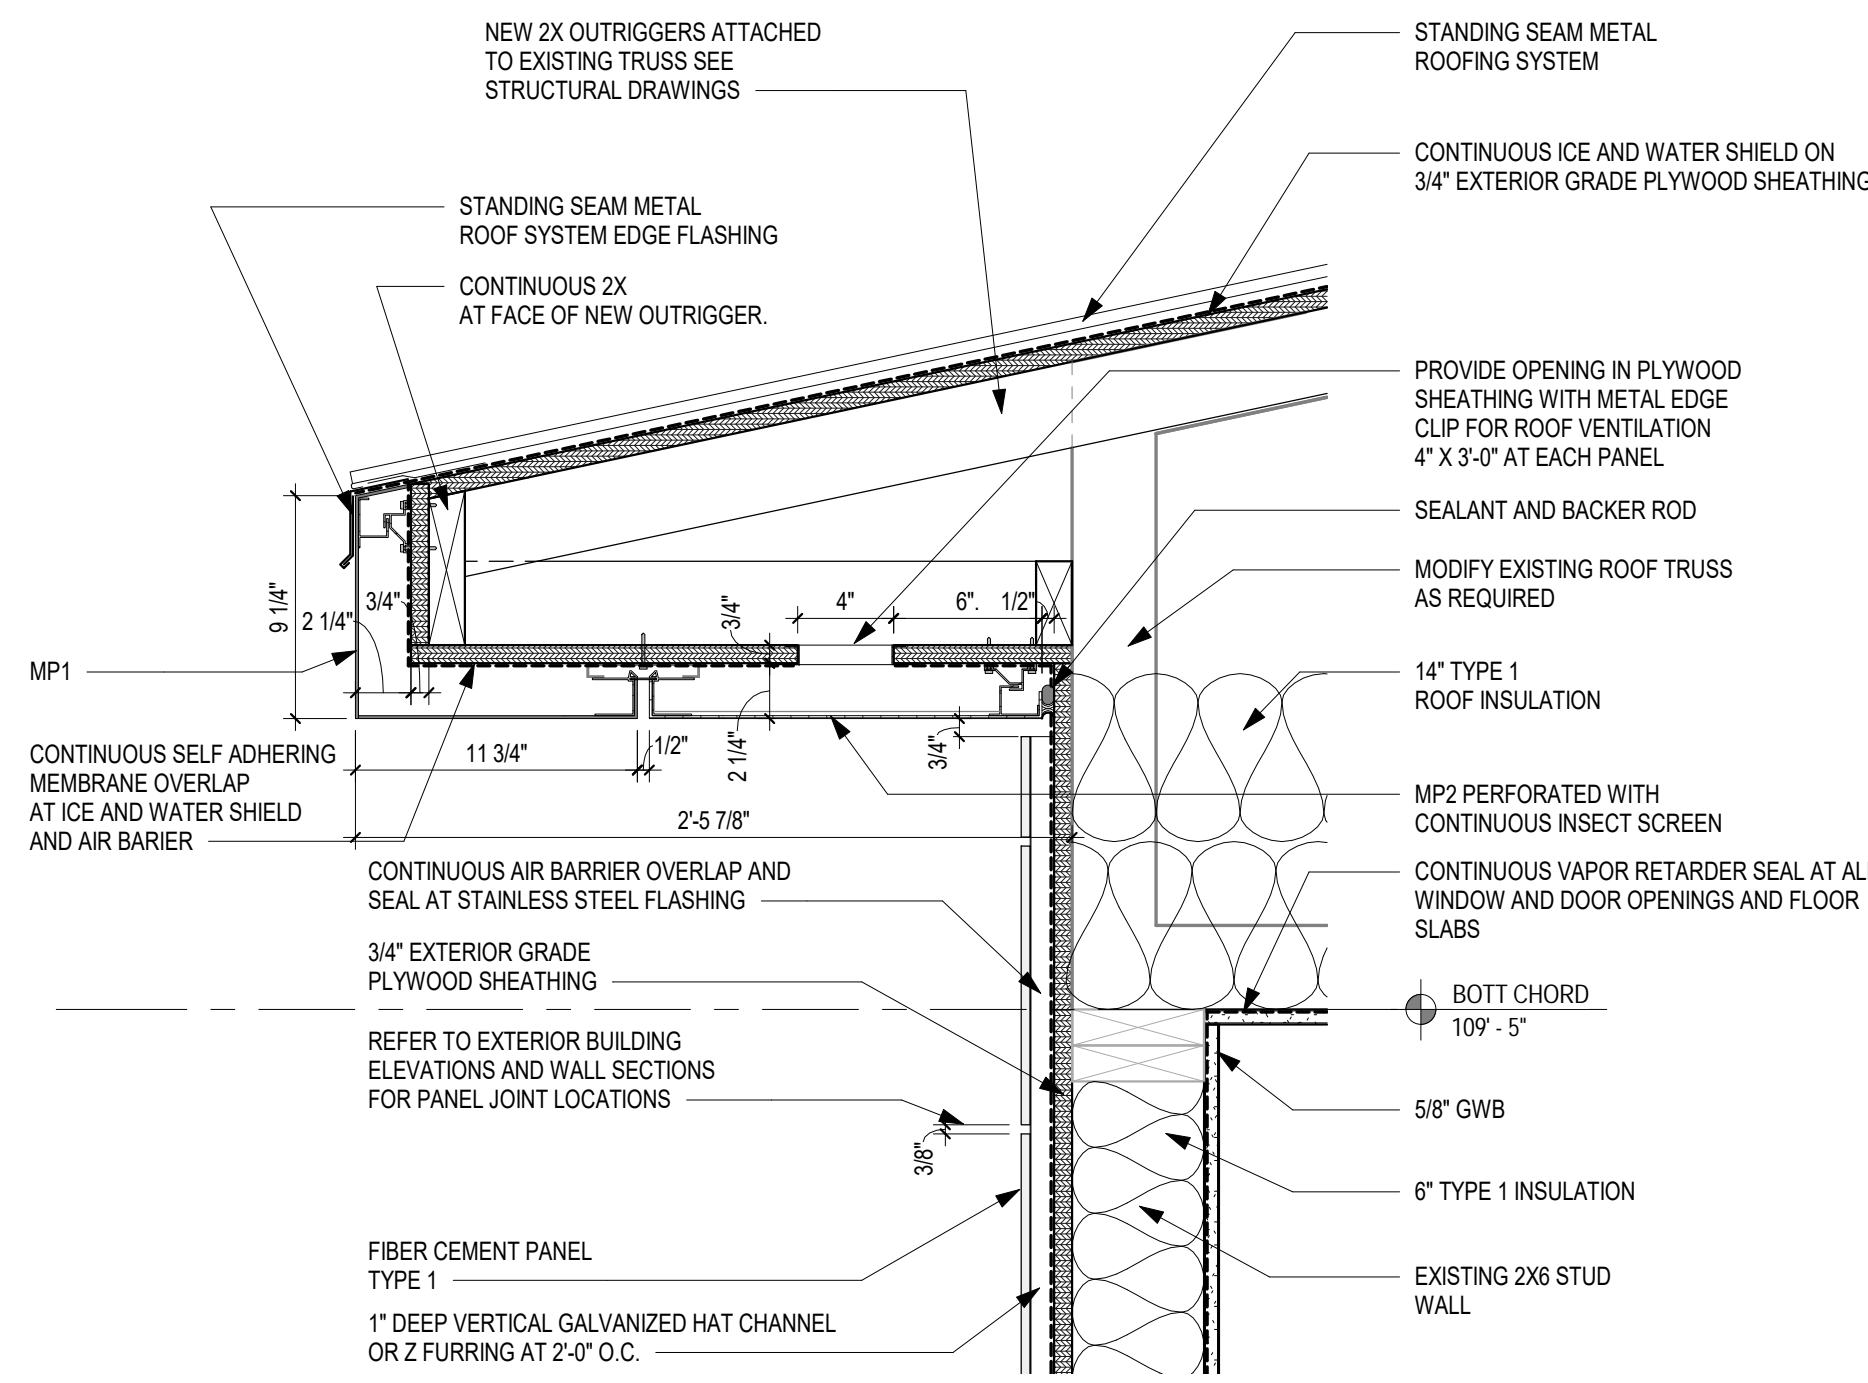 NEW 2X OUTRIGGERS ATTACHED
TO EXISTING TRUSS SEE
STRUCTURAL DRAWINGS
STANDING SEAM METAL
ROOFING SYSTEM
CONTINUOUS ICE AND WATER SHIELD ON
3/4" EXTERIOR GRADE PLYWOOD SHEATHING
STANDING SEAM METAL
ROOF SYSTEM EDGE FLASHING
CONTINUOUS 2X
AT FACE OF NEW OUTRIGGER.
PROVIDE OPENING IN PLYWOOD
SHEATHING WITH METAL EDGE
CLIP FOR ROOF VENTILATION
4" X 3'-0" AT EACH PANEL
SEALANT AND BACKER ROD
MODIFY EXISTING ROOF TRUSS
AS REQUIRED
9 1/4"
2 1/4"
3/4"
3/4"
4"
6".
1/2"
MP1
14" TYPE 1
ROOF INSULATION
CONTINUOUS SELF ADHERING
MEMBRANE OVERLAP
AT ICE AND WATER SHIELD
AND AIR BARIER
11 3/4"
1/2"
2 1/4"
3/4"
2'-5 7/8"
MP2 PERFORATED WITH
CONTINUOUS INSECT SCREEN
CONTINUOUS AIR BARRIER OVERLAP AND
SEAL AT STAINLESS STEEL FLASHING
CONTINUOUS VAPOR RETARDER SEAL AT AL
WINDOW AND DOOR OPENINGS AND FLOOR
SLABS
3/4" EXTERIOR GRADE
PLYWOOD SHEATHING
BOTT CHORD
109' - 5"
REFER TO EXTERIOR BUILDING
ELEVATIONS AND WALL SECTIONS
FOR PANEL JOINT LOCATIONS
3/8"
5/8" GWB
6" TYPE 1 INSULATION
FIBER CEMENT PANEL
TYPE 1
EXISTING 2X6 STUD
WALL
1" DEEP VERTICAL GALVANIZED HAT CHANNEL
OR Z FURRING AT 2'-0" O.C.